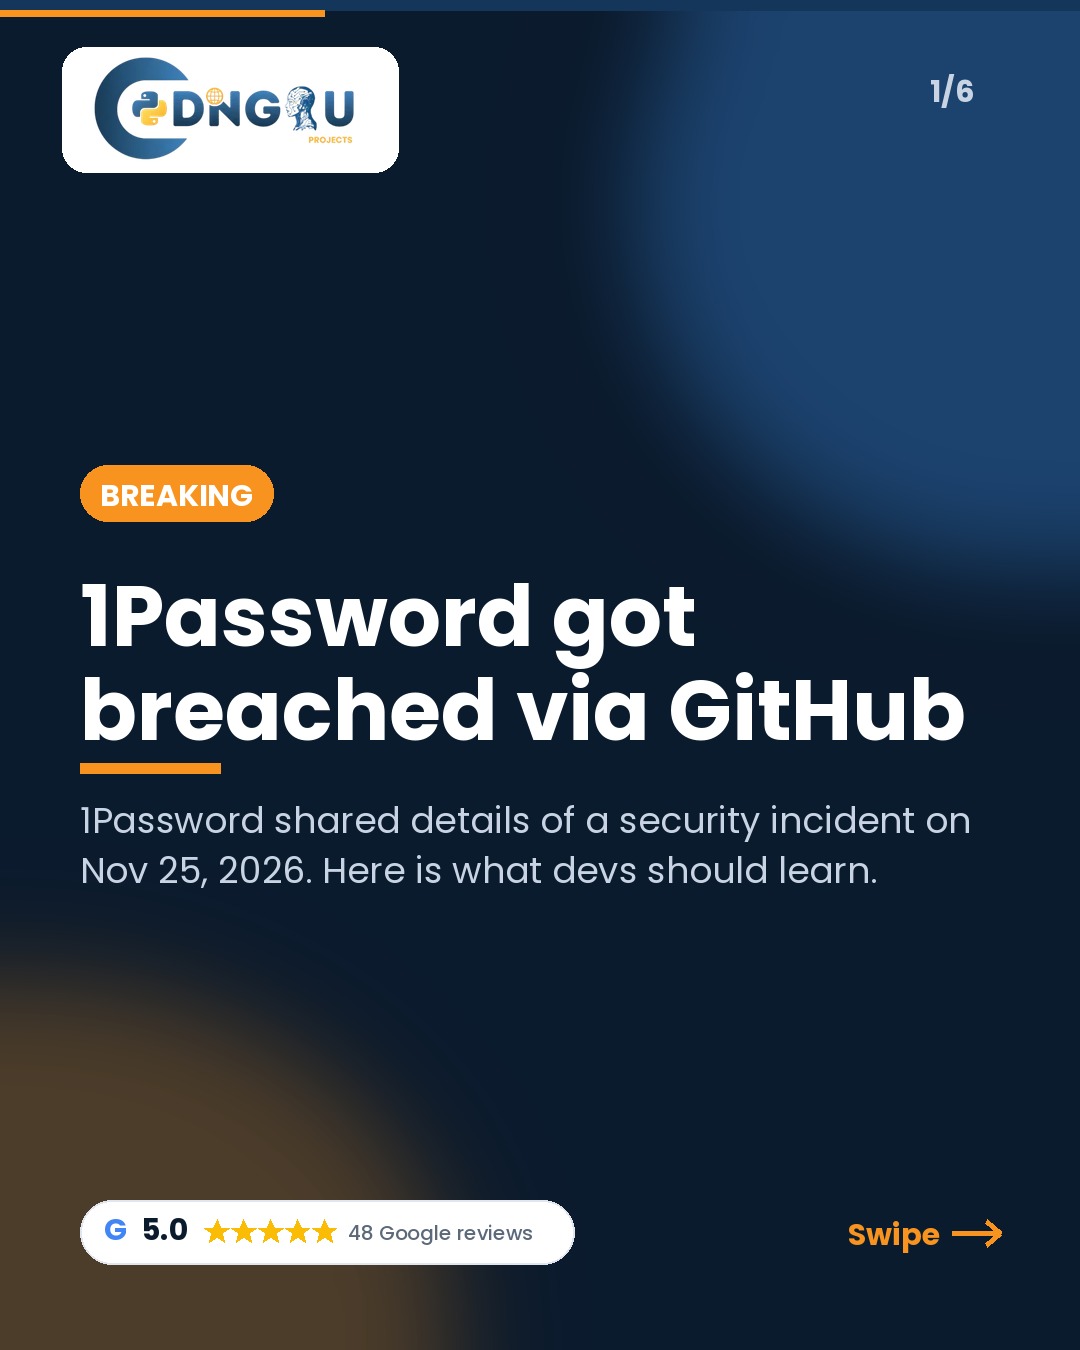 CDNG4U
PROJECTS
1/6
BREAKING
1Password got
breached via GitHub
1Password shared details of a security incident on
Nov 25, 2026. Here is what devs should learn.
G 5.0 ★★★★★ 48 Google reviews
Swipe →